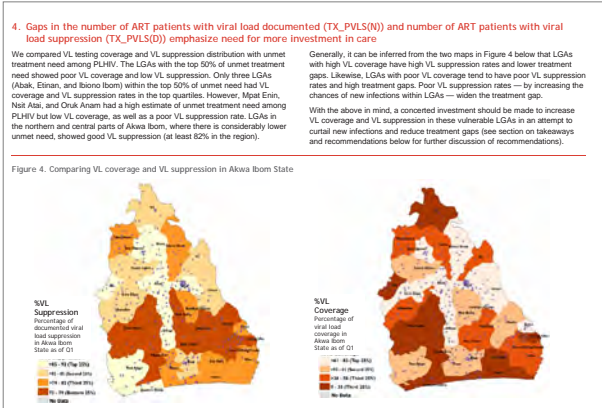 4. Gaps in the number of ART patients with viral load documented (TX_PVLS(N)) and number of ART patients with viral
load suppression (TX_PVLS(D)) emphasize need for more investment in care
We compared VL testing coverage and VL suppression distribution with unmet
treatment need among PLHIV. The LGAs with the top 50% of unmet treatment
need showed poor VL coverage and low VL suppression. Only three LGAs
(Abak, Etinan, and Ibiono Ibom) within the top 50% of unmet need had VL
coverage and VL suppression rates in the top quartiles. However, Mpat Enin,
Nsit Atai, and Oruk Anam had a high estimate of unmet treatment need among
PLHIV but low VL coverage, as well as a poor VL suppression rate. LGAs in
the northern and central parts of Akwa Ibom, where there is considerably lower
unmet need, showed good VL suppression (at least 82% in the region).
Generally, it can be inferred from the two maps in Figure 4 below that LGAs
with high VL coverage have high VL suppression rates and lower treatment
gaps. Likewise, LGAs with poor VL coverage tend to have poor VL suppression
rates and high treatment gaps. Poor VL suppression rates — by increasing the
chances of new infections within LGAs — widen the treatment gap.
With the above in mind, a concerted investment should be made to increase
VL coverage and VL suppression in these vulnerable LGAs in an attempt to
curtail new infections and reduce treatment gaps (see section on takeaways
and recommendations below for further discussion of recommendations).
Figure 4. Comparing VL coverage and VL suppression in Akwa Ibom State
%VL
Suppression
Percentage of
documented viral
load suppression
in Akwa Ibom
State as of Q1
No Data
%VL
Coverage
Percentage of
viral load
coverage in
Akwa Ibom
State as of Q1
No Data